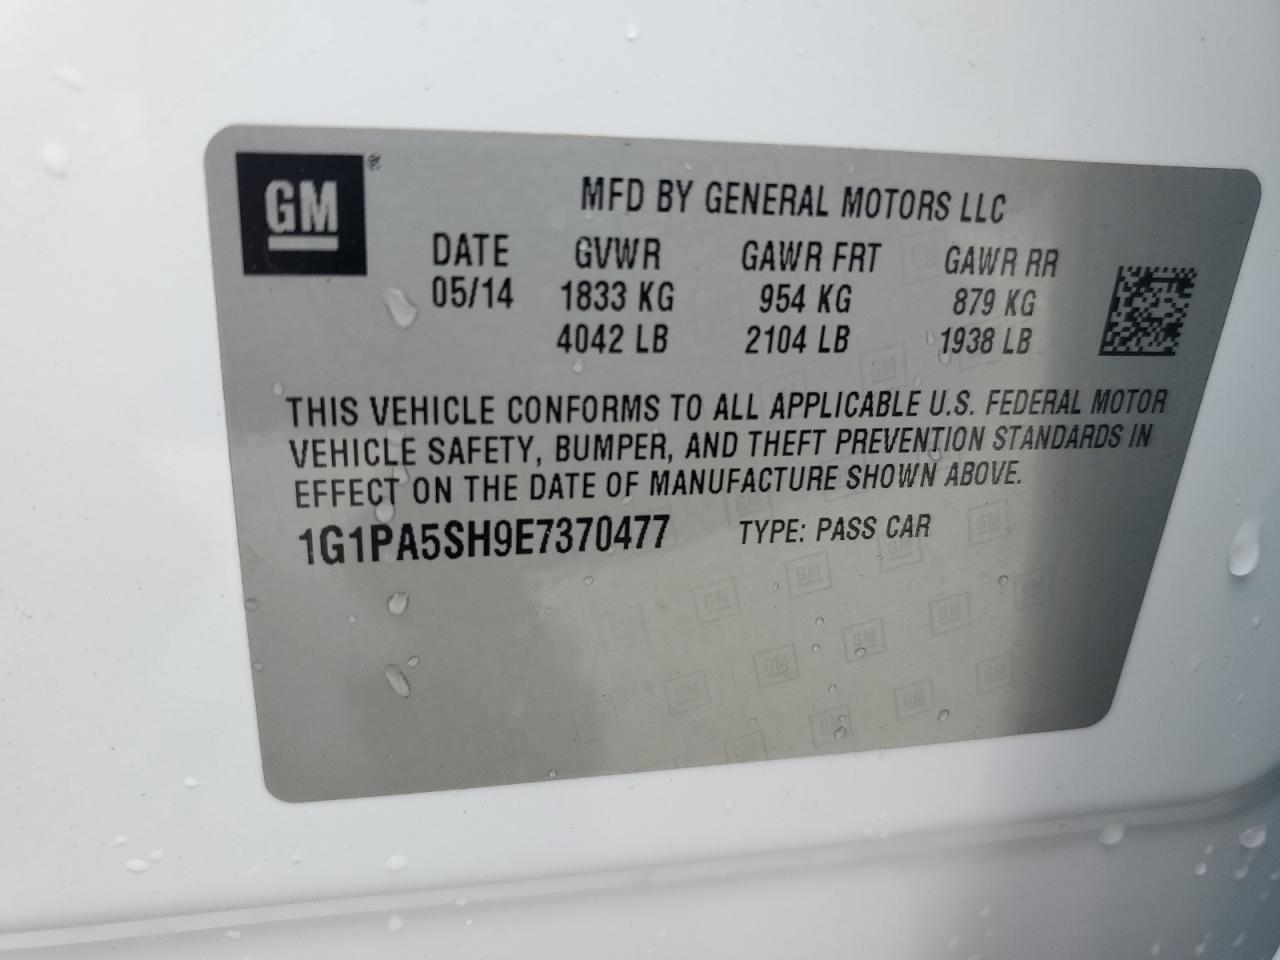 GM®
MFD BY GENERAL MOTORS LLC
DATE GVWR GAWR FRT GAWR RR
05/14 1833 KG 954 KG 879 KG
4042 LB 2104 LB 1938 LB
THIS VEHICLE CONFORMS TO ALL APPLICABLE U.S. FEDERAL MOTOR
VEHICLE SAFETY, BUMPER, AND THEFT PREVENTION STANDARDS IN
EFFECT ON THE DATE OF MANUFACTURE SHOWN ABOVE.
1G1PA5SH9E7370477 TYPE: PASS CAR